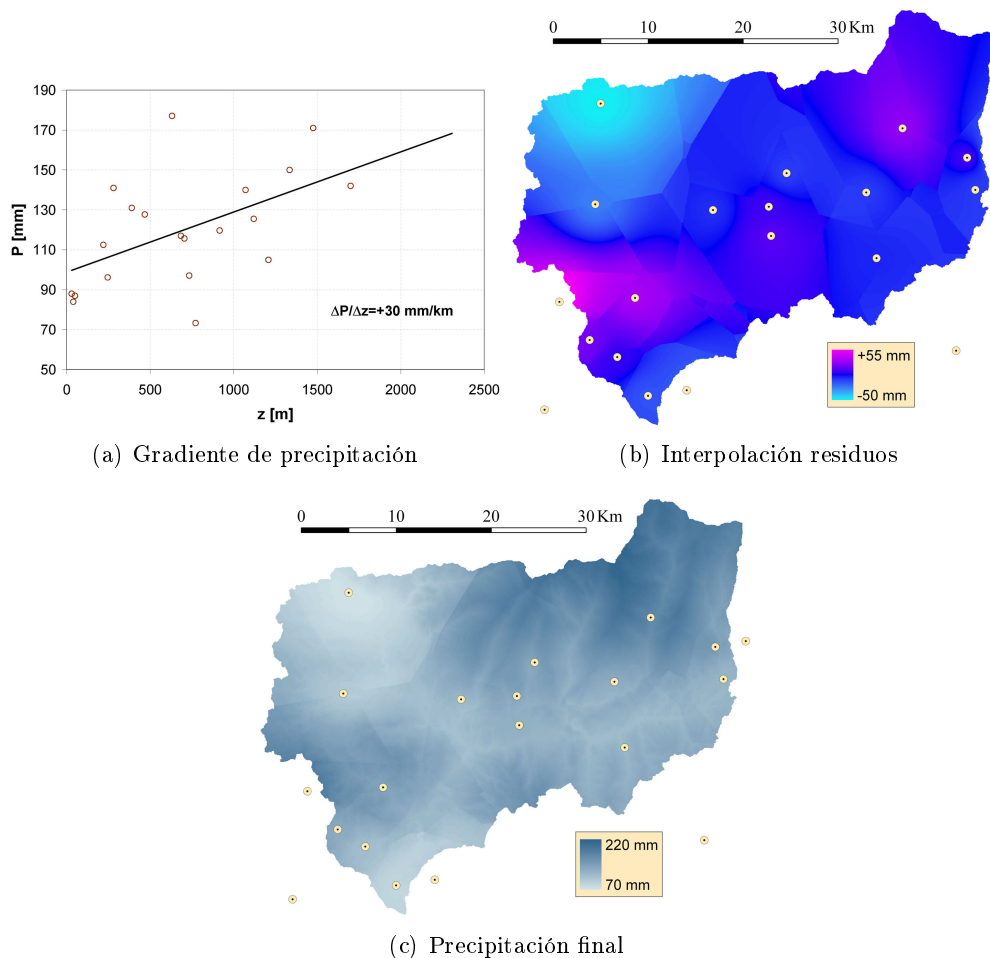 190
170
150
130
110
90
70
50
0
500
1000
1500
2000
2500
P [mm]
z [m]
ΔP/Δz=+30 mm/km
(a) Gradiente de precipitación
0 10 20 30 Km
+55 mm
-50 mm
(b) Interpolación residuos
0 10 20 30 Km
220 mm
70 mm
(c) Precipitación final